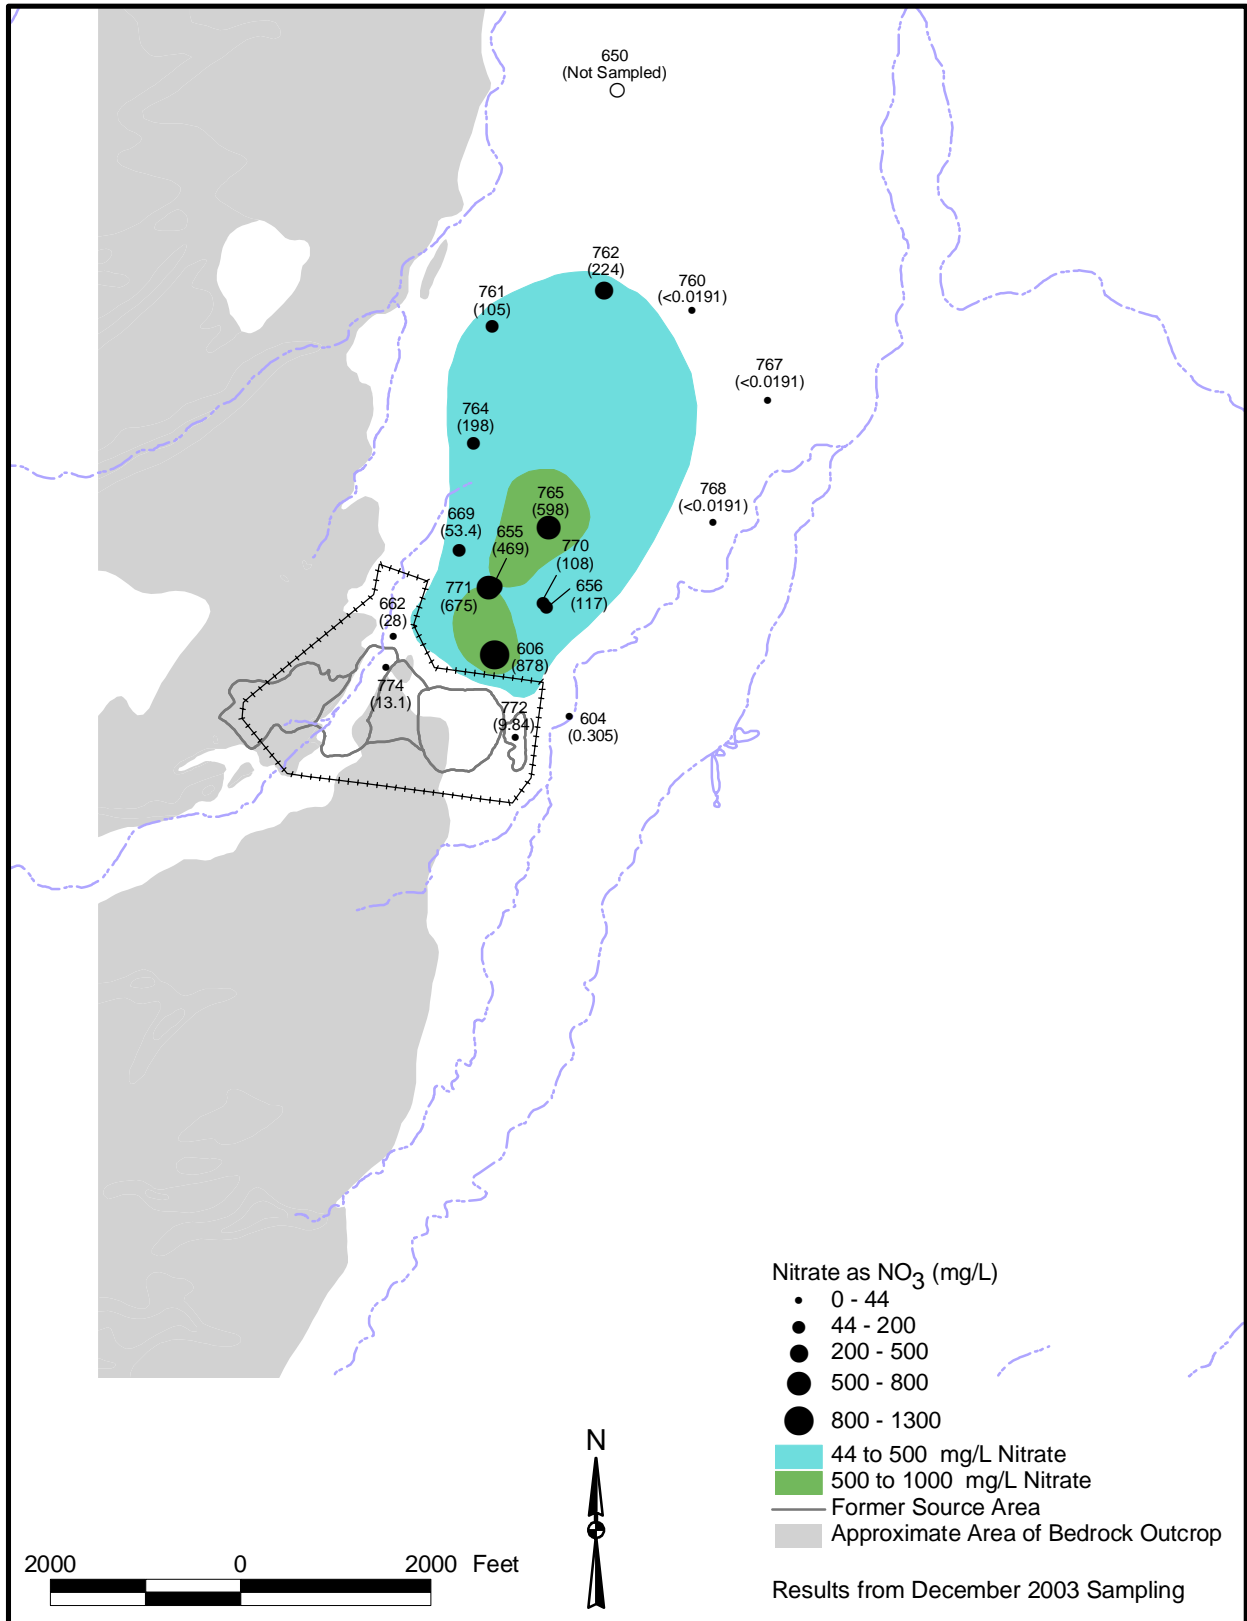 650
(Not Sampled)
762
(224)
760
(<0.0191)
761
(105)
767
(<0.0191)
764
(198)
765
(598)
768
(<0.0191)
669
(53.4)
655
(469)
770
(108)
771
(675)
656
(117)
662
(28)
606
(878)
774
(13.1)
772
(9.84)
604
(0.305)
Nitrate as NO3 (mg/L)
0 - 44
44 - 200
200 - 500
500 - 800
800 - 1300
44 to 500 mg/L Nitrate
500 to 1000 mg/L Nitrate
Former Source Area
Approximate Area of Bedrock Outcrop
N
2000 0 2000 Feet
Results from December 2003 Sampling